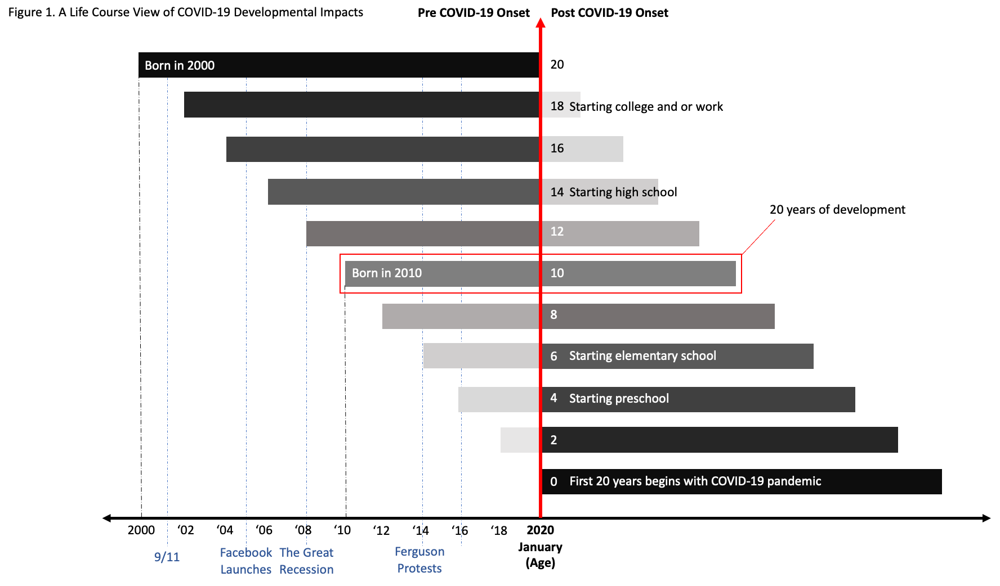 Figure 1. A Life Course View of COVID-19 Developmental Impacts
Pre COVID-19 Onset
Post COVID-19 Onset
Born in 2000
20
18 Starting college and or work
16
14 Starting high school
20 years of development
12
Born in 2010
10
8
6 Starting elementary school
4 Starting preschool
2
0 First 20 years begins with COVID-19 pandemic
2000 ‘02 ‘04 ‘06 ‘08 ‘10 ‘12 ‘14 ‘16 ‘18 2020
January
(Age)
9/11
Facebook
Launches
The Great
Recession
Ferguson
Protests